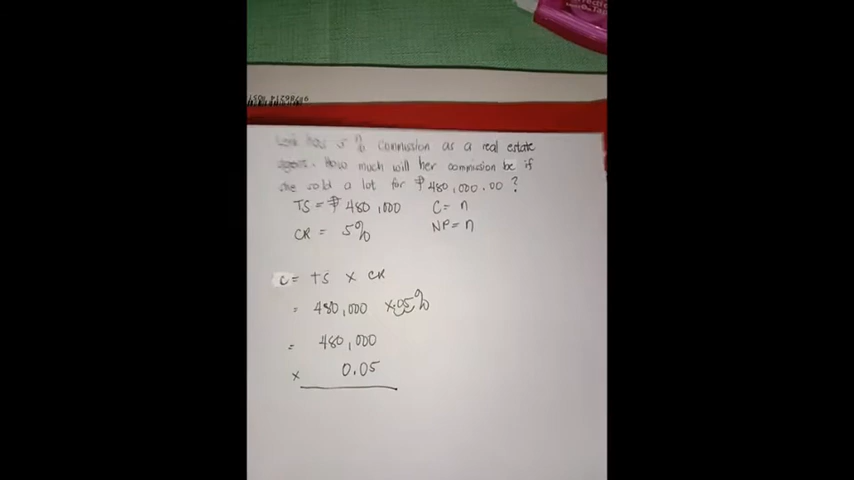 has 5% commission as a real estate
agent. How much will her commission be if
she sold a lot for ₱480,000.00?
TS = ₱480,000 C = n
CR = 5% NP = n
C = TS x CR
= 480,000 x .05%
= 480,000
x 0.05